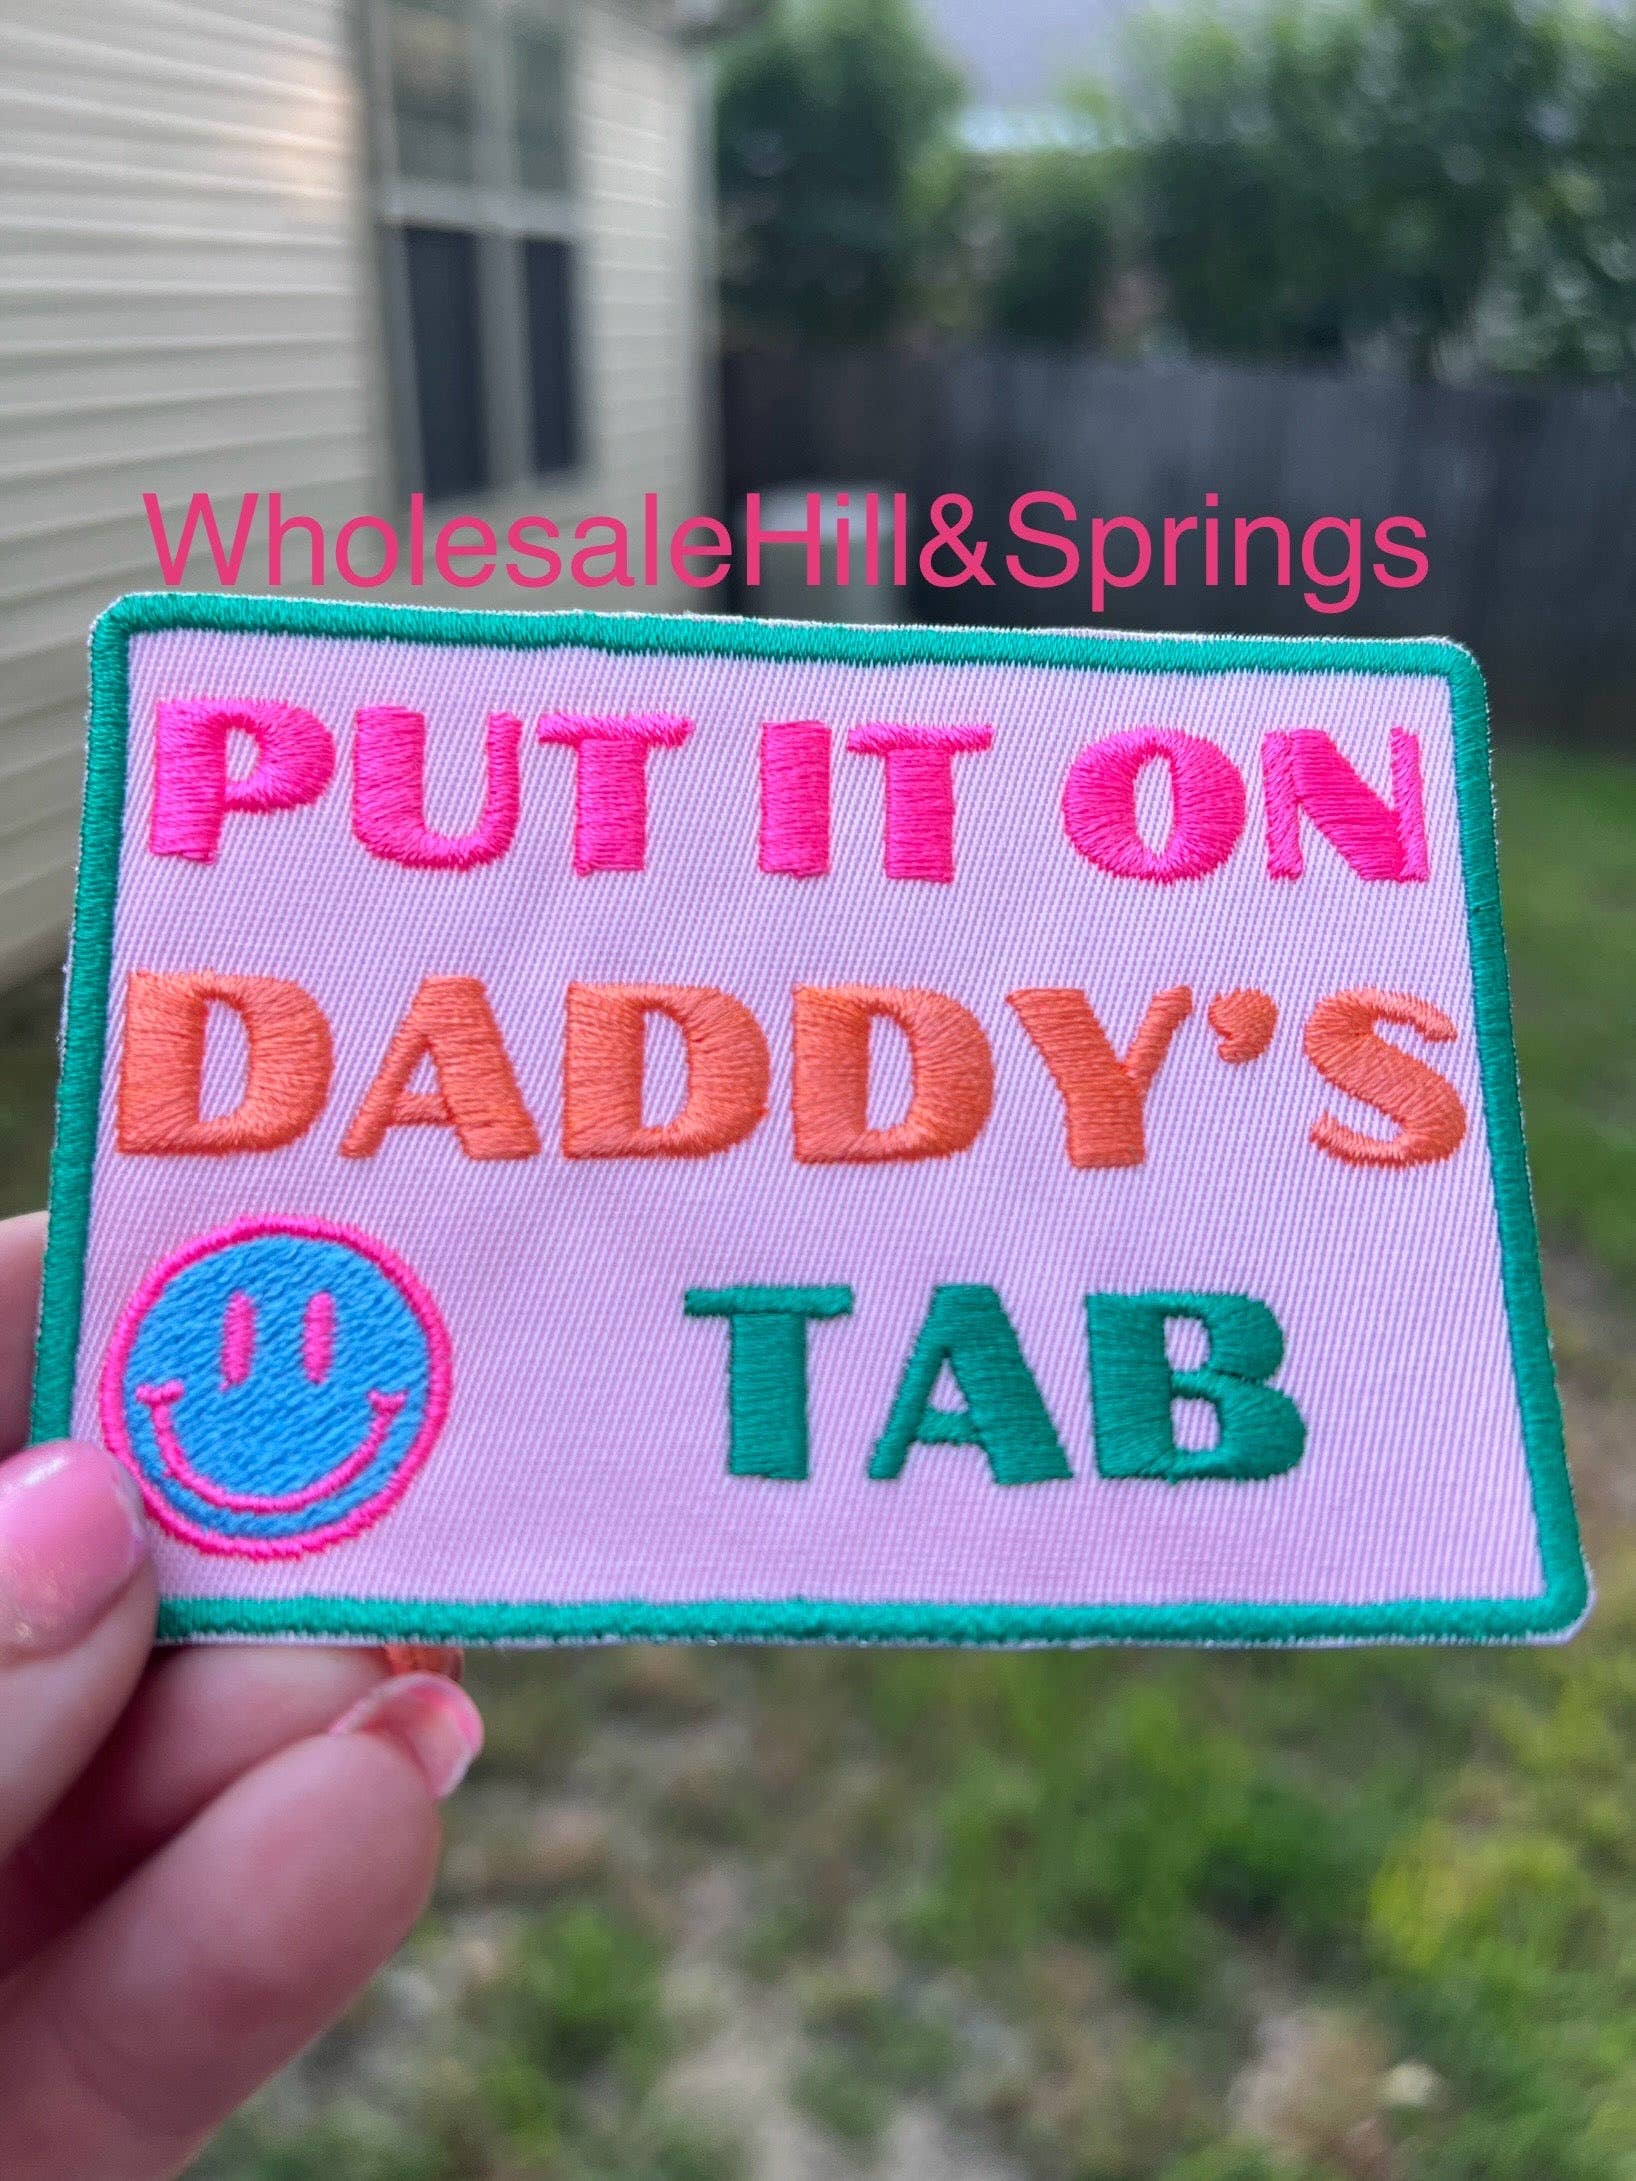 WholesaleHill&Springs
PUT IT ON
DADDY'S
TAB